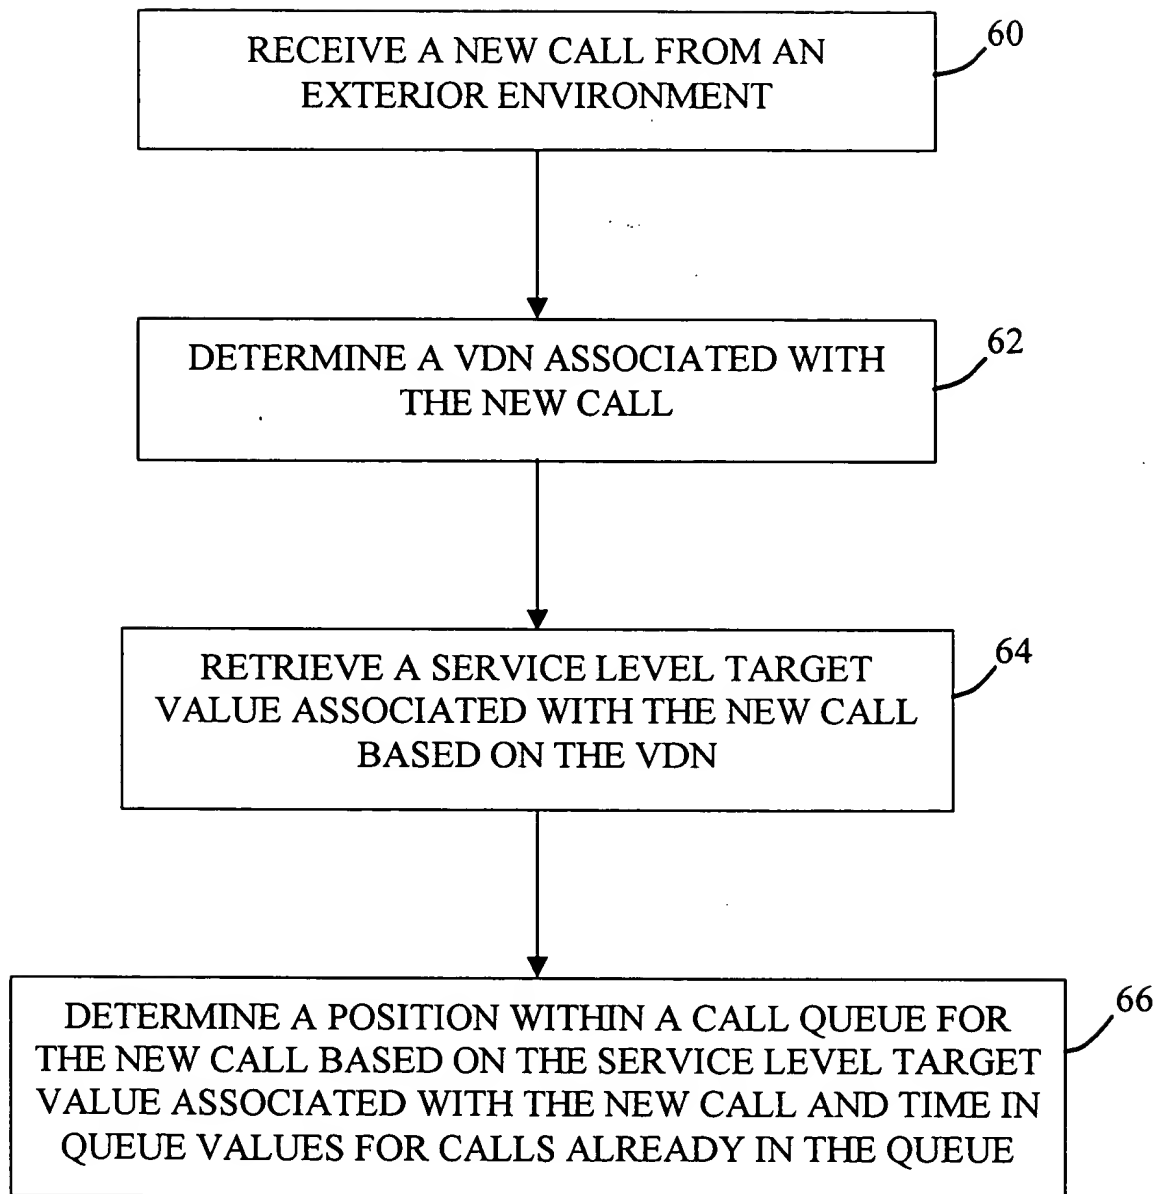 RECEIVE A NEW CALL FROM AN
EXTERIOR ENVIRONMENT
60
DETERMINE A VDN ASSOCIATED WITH
THE NEW CALL
62
RETRIEVE A SERVICE LEVEL TARGET
VALUE ASSOCIATED WITH THE NEW CALL
BASED ON THE VDN
64
DETERMINE A POSITION WITHIN A CALL QUEUE FOR
THE NEW CALL BASED ON THE SERVICE LEVEL TARGET
VALUE ASSOCIATED WITH THE NEW CALL AND TIME IN
QUEUE VALUES FOR CALLS ALREADY IN THE QUEUE
66